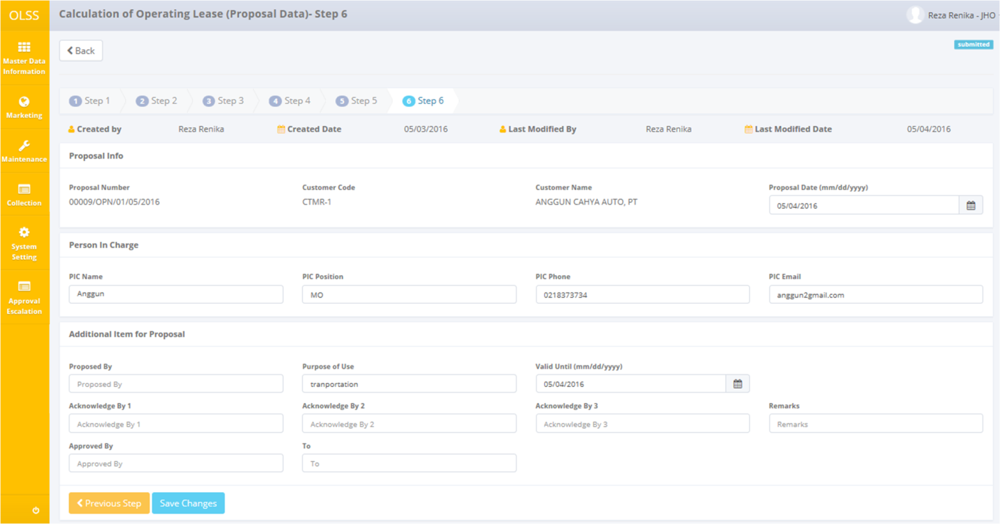 OLSS
Calculation of Operating Lease (Proposal Data)- Step 6
Reza Renika - JHO
Master Data
Information
Marketing
Maintenance
Collection
System
Setting
Approval
Escalation
Back
submitted
1 Step 1
2 Step 2
3 Step 3
4 Step 4
5 Step 5
6 Step 6
Created by Reza Renika Created Date 05/03/2016 Last Modified By Reza Renika Last Modified Date 05/04/2016
Proposal Info
Proposal Number Customer Code Customer Name Proposal Date (mm/dd/yyyy)
00009/OPN/01/05/2016 CTMR-1 ANGGUN CAHYA AUTO, PT 05/04/2016
Person In Charge
PIC Name PIC Position PIC Phone PIC Email
Anggun MO 0218373734 anggun2gmail.com
Additional Item for Proposal
Proposed By Purpose of Use Valid Until (mm/dd/yyyy)
Proposed By tranportation 05/04/2016
Acknowledge By 1 Acknowledge By 2 Acknowledge By 3 Remarks
Acknowledge By 1 Acknowledge By 2 Acknowledge By 3 Remarks
Approved By To
Approved By To
Previous Step Save Changes